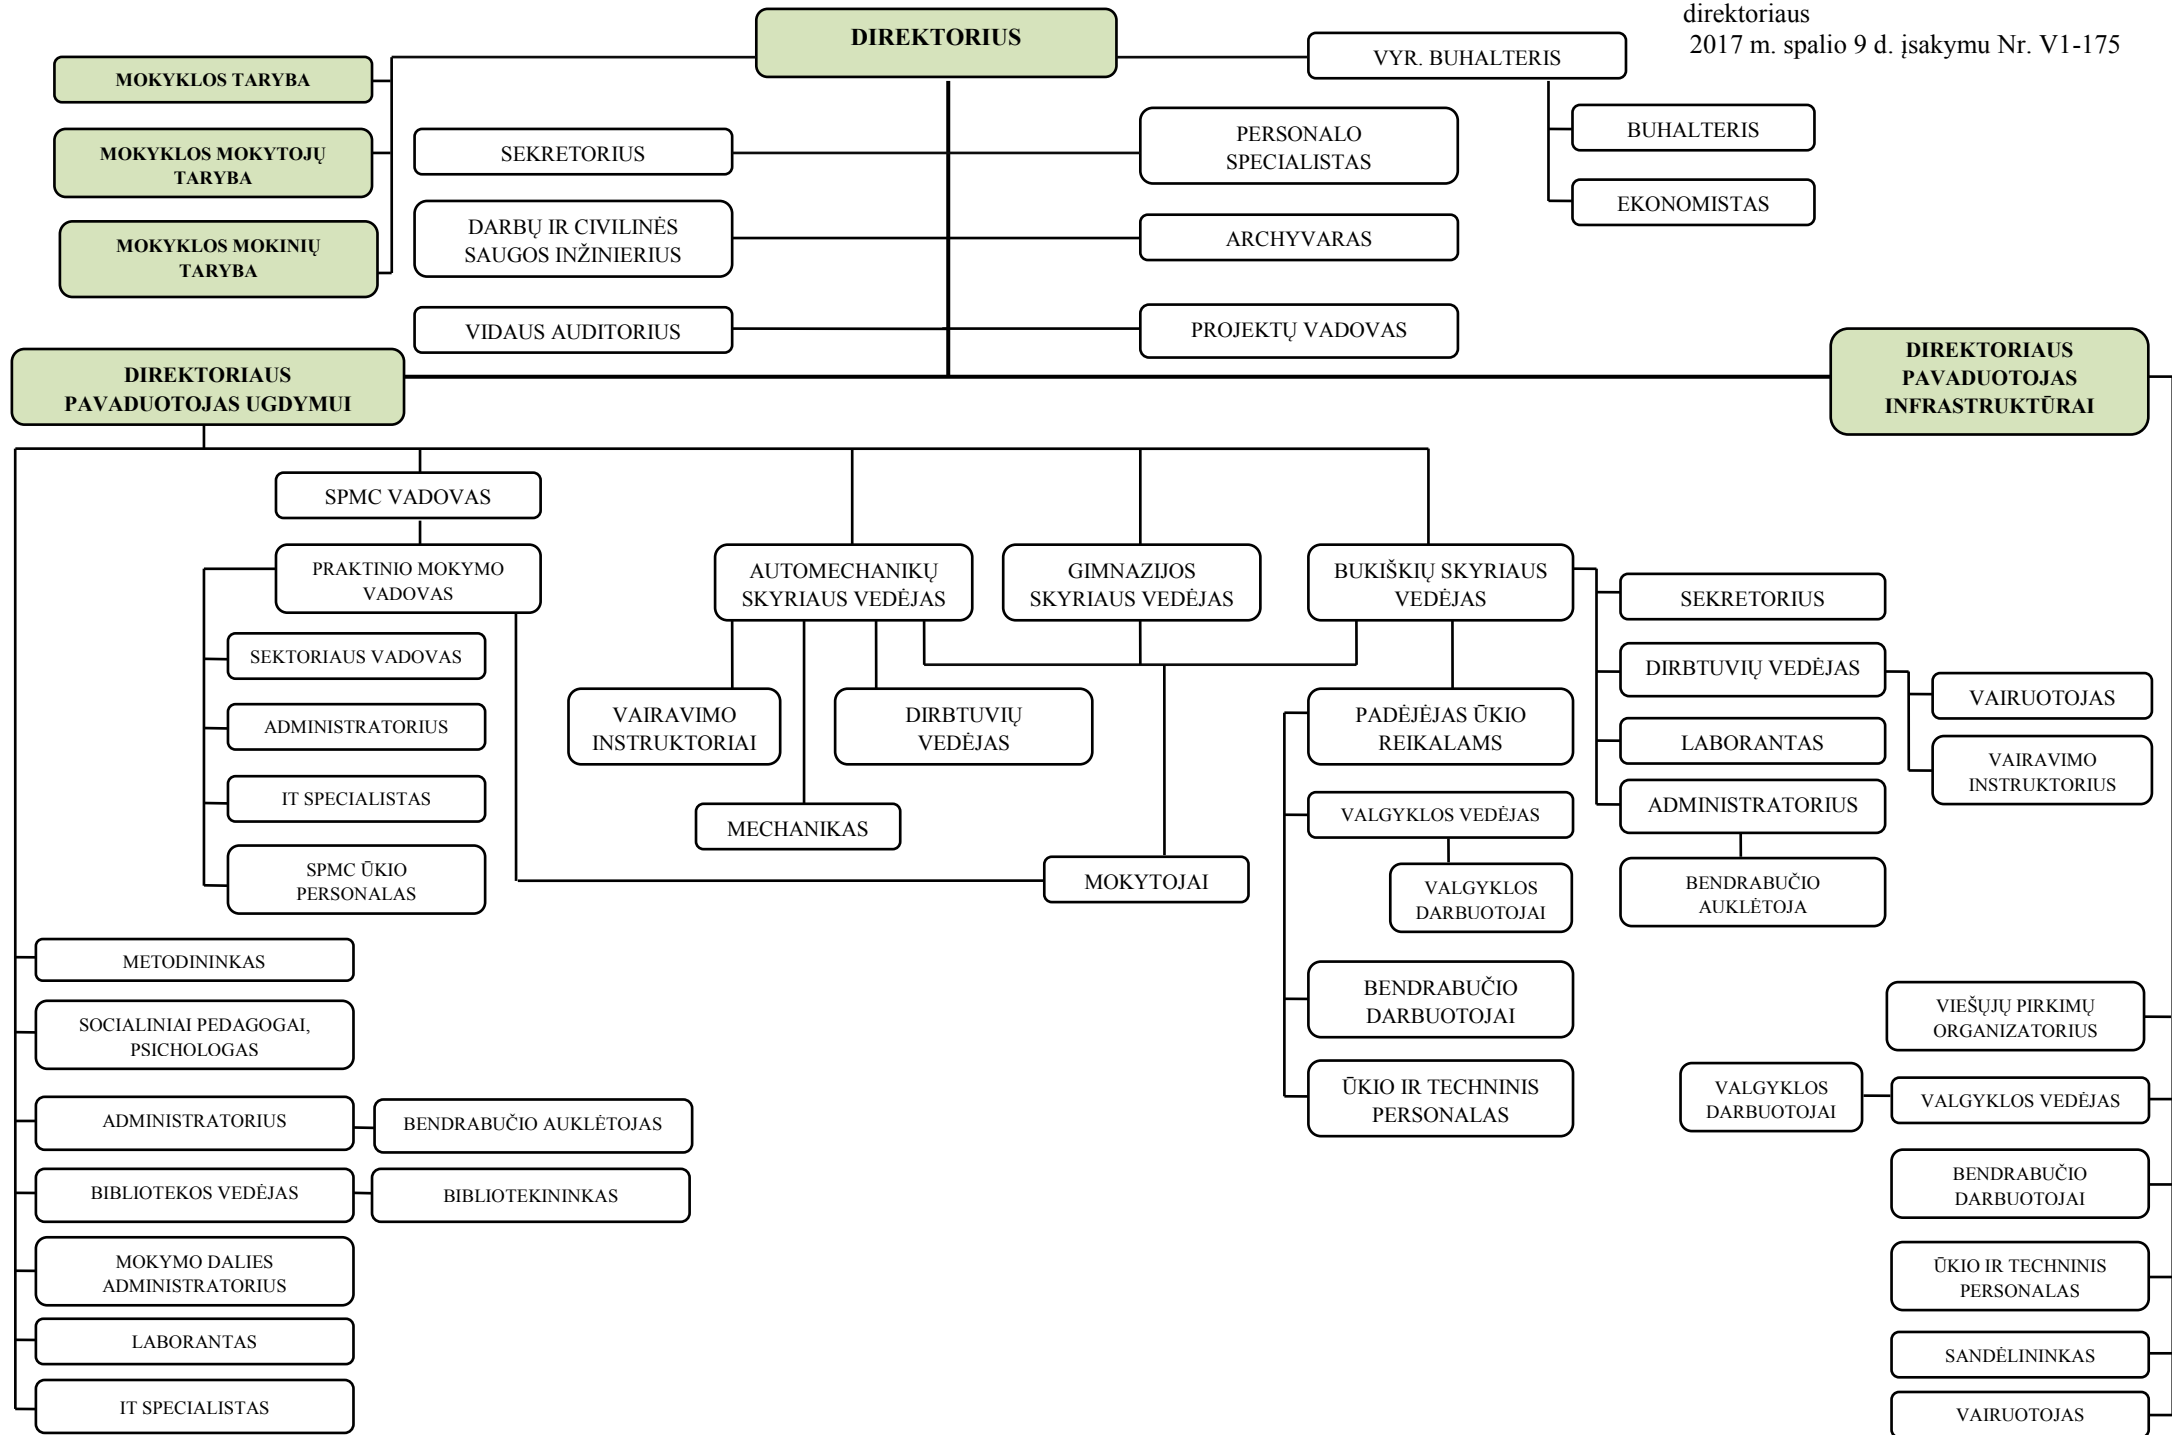 direktoriaus
2017 m. spalio 9 d. įsakymu Nr. V1-175
DIREKTORIUS
VYR. BUHALTERIS
MOKYKLOS TARYBA
BUHALTERIS
EKONOMISTAS
MOKYKLOS MOKYTOJŲ
TARYBA
MOKYKLOS MOKINIŲ
TARYBA
SEKRETORIUS
PERSONALO
SPECIALISTAS
DARBŲ IR CIVILINĖS
SAUGOS INŽINIERIUS
ARCHYVARAS
VIDAUS AUDITORIUS
PROJEKTŲ VADOVAS
DIREKTORIAUS
PAVADUOTOJAS UGDYMUI
DIREKTORIAUS
PAVADUOTOJAS
INFRASTRUKTŪRAI
SPMC VADOVAS
PRAKTINIO MOKYMO
VADOVAS
AUTOMECHANIKŲ
SKYRIAUS VEDĖJAS
GIMNAZIJOS
SKYRIAUS VEDĖJAS
BUKIŠKIŲ SKYRIAUS
VEDĖJAS
SEKRETORIUS
SEKTORIAUS VADOVAS
ADMINISTRATORIUS
IT SPECIALISTAS
SPMC ŪKIO
PERSONALAS
VAIRAVIMO
INSTRUKTORIAI
DIRBTUVIŲ
VEDĖJAS
MECHANIKAS
MOKYTOJAI
PADĖJĖJAS ŪKIO
REIKALAMS
VALGYKLOS VEDĖJAS
VALGYKLOS
DARBUOTOJAI
BENDRABUČIO
DARBUOTOJAI
ŪKIO IR TECHNINIS
PERSONALAS
DIRBTUVIŲ VEDĖJAS
VAIRUOTOJAS
LABORANTAS
VAIRAVIMO
INSTRUKTORIUS
ADMINISTRATORIUS
BENDRABUČIO
AUKLĖTOJA
METODININKAS
SOCIALINIAI PEDAGOGAI,
PSICHOLOGAS
ADMINISTRATORIUS
BENDRABUČIO AUKLĖTOJAS
BIBLIOTEKOS VEDĖJAS
BIBLIOTEKININKAS
MOKYMO DALIES
ADMINISTRATORIUS
LABORANTAS
IT SPECIALISTAS
VIEŠŲJŲ PIRKIMŲ
ORGANIZATORIUS
VALGYKLOS
DARBUOTOJAI
VALGYKLOS VEDĖJAS
BENDRABUČIO
DARBUOTOJAI
ŪKIO IR TECHNINIS
PERSONALAS
SANDĖLININKAS
VAIRUOTOJAS